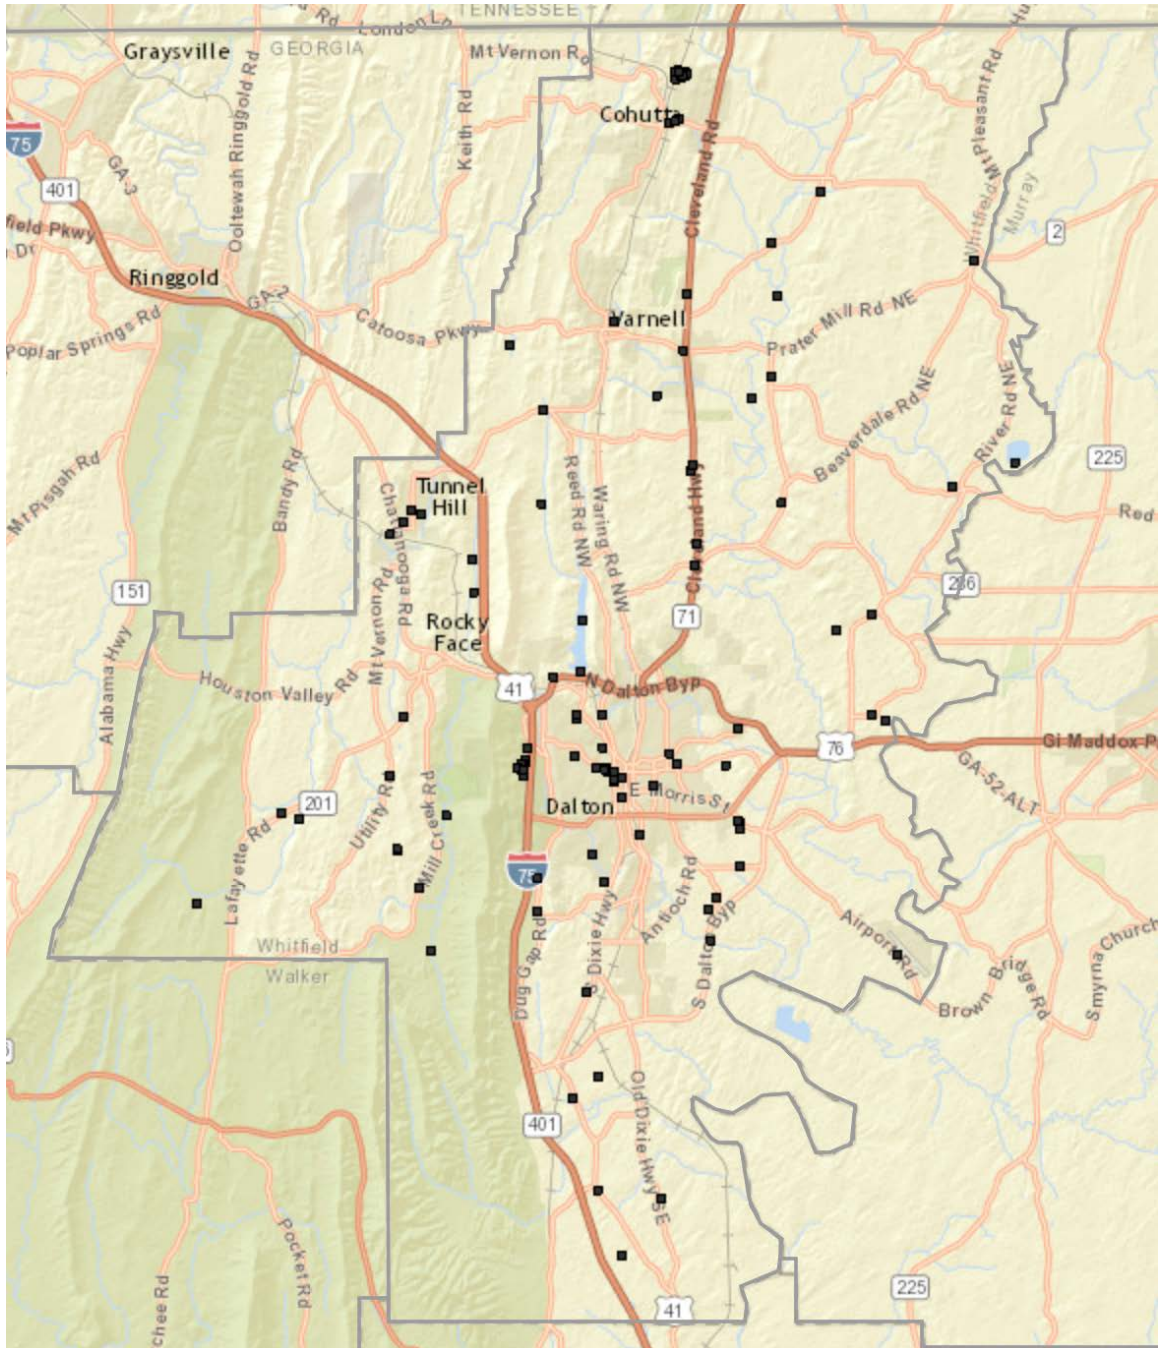 TENNESSEE
Rd
London Ln
Graysville
GEORGIA
Mt Vernon Rd
Ooltewah Ringgold Rd
Keith Rd
Cohutta
Mt Pleasant Rd
75
GA-3
401
Cleveland Rd
Whitfield
Murray
2
field Pkwy
Dr
Ringgold
GA-2
Catoosa Pkwy
Varnell
Prater Mill Rd NE
Poplar Springs Rd
Beaverdale Rd NE
River Rd NE
225
Mt Pisgah Rd
Bandy Rd
Tunnel
Hill
Chattanooga Rd
Reed Rd NW
Waring Rd NW
Cleveland Hwy
Red
151
286
Mt Vernon Rd
Rocky
Face
71
Alabama Hwy
Houston Valley Rd
41
N Dalton Byp
76
Gi Maddox P
GA-52-ALT
201
Utility Rd
Mill Creek Rd
Dalton
E Morris St
Lafayette Rd
75
Antioch Rd
S Dixie Hwy
S Dalton Byp
Airport Rd
Dug Gap Rd
Whitfield
Walker
Brown Bridge Rd
Smyrna Church
401
Old Dixie Hwy SE
Pocket Rd
chee Rd
225
41